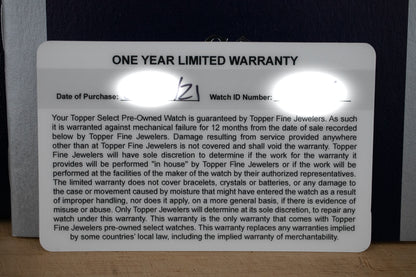 ONE YEAR LIMITED WARRANTY
Date of Purchase: /21 Watch ID Number:
Your Topper Select Pre-Owned Watch is guaranteed by Topper Fine Jewelers. As such
it is warranted against mechanical failure for 12 months from the date of sale recorded
below by Topper Fine Jewelers. Damage resulting from service provided anywhere
other than at Topper Fine Jewelers is not covered and shall void the warranty. Topper
Fine Jewelers will have sole discretion to determine if the work for the warranty it
provides will be performed "in house" by Topper Fine Jewelers or if the work will be
performed at the facilities of the maker of the watch by their authorized representatives.
The limited warranty does not cover bracelets, crystals or batteries, or any damage to
the case or movement caused by moisture that might have entered the watch as a result
of improper handling, nor does it apply, on a more general basis, if there is evidence of
misuse or abuse. Only Topper Jewelers will determine at its sole discretion, to repair any
watch under this warranty. This warranty is the only warranty that comes with Topper
Fine Jewelers pre-owned select watches. This warranty replaces any warranties implied
by some countries' local law, including the implied warranty of merchantability.